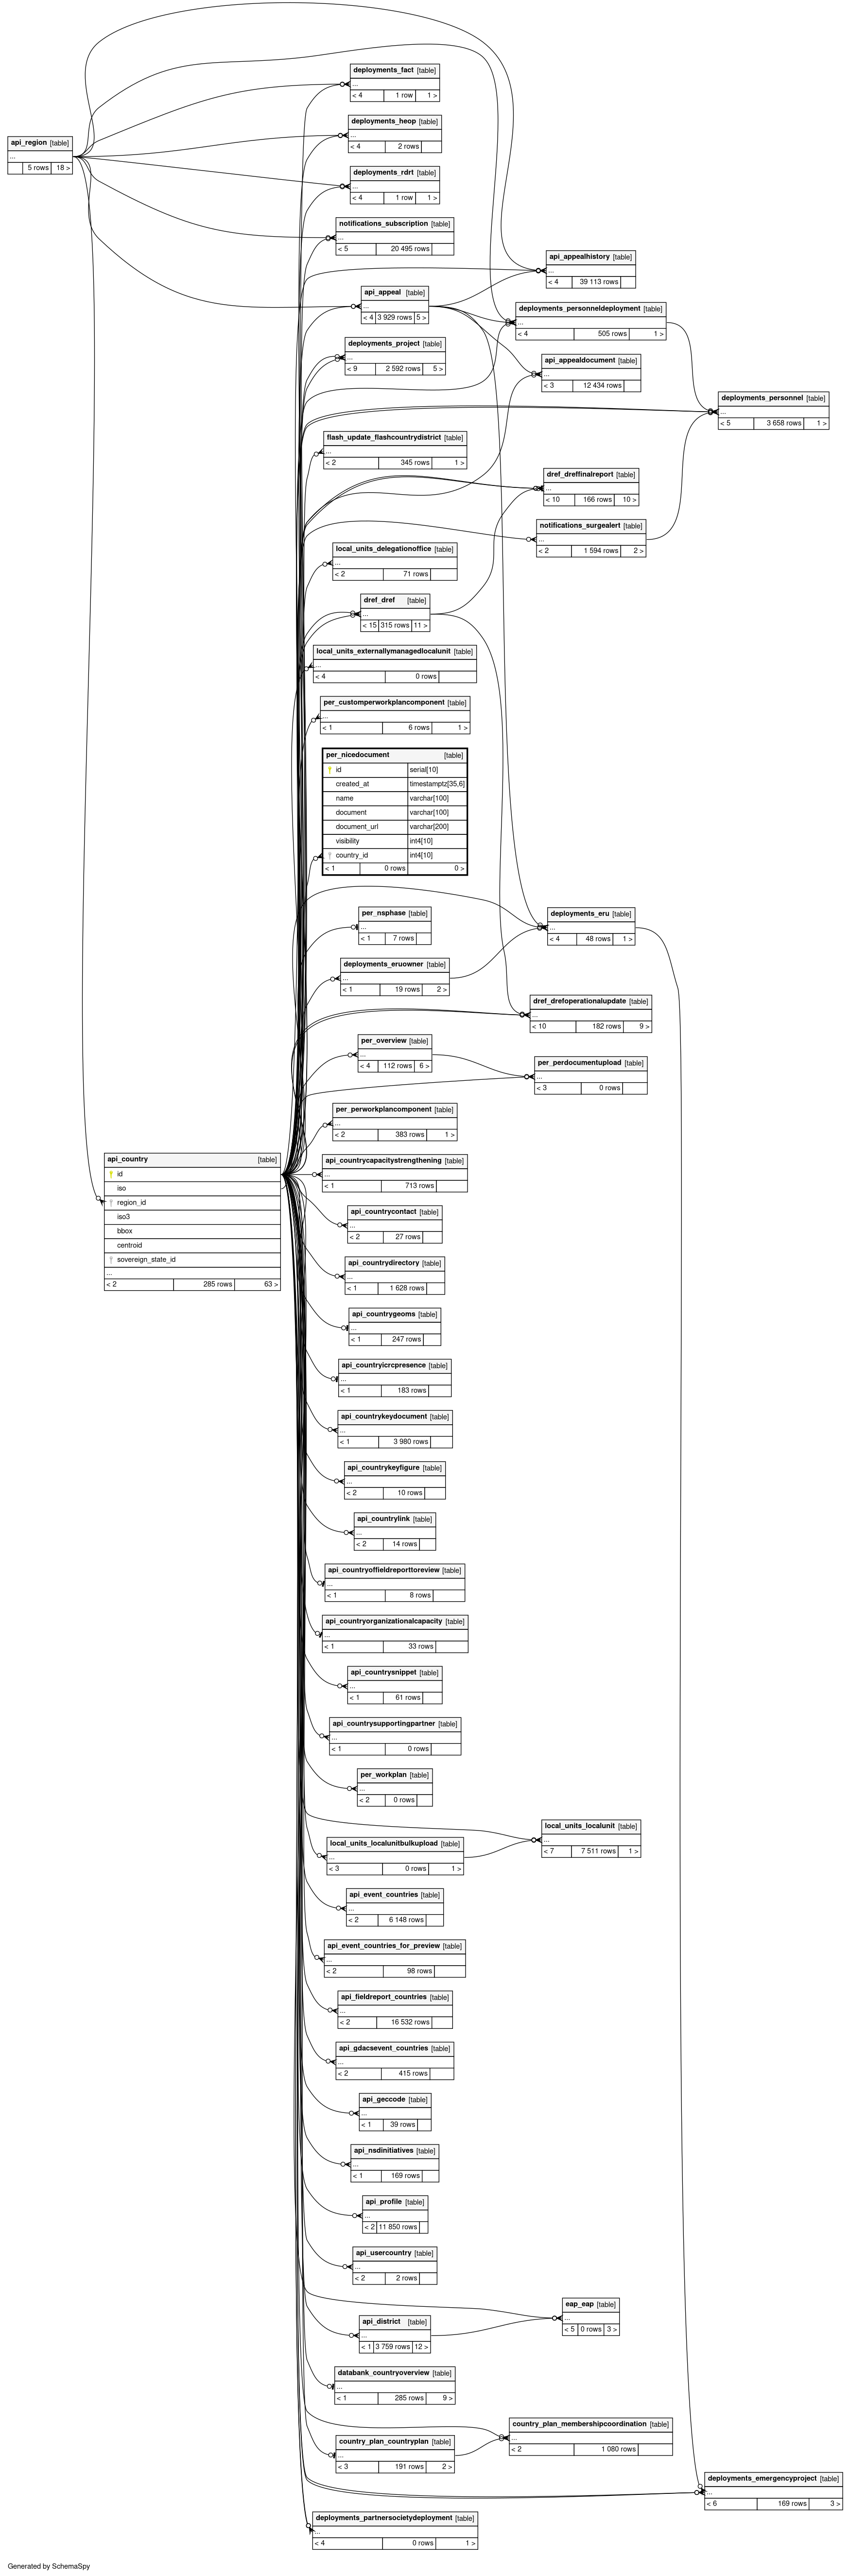 deployments_fact [table]
...
< 4 1 row 1 >
deployments_heop [table]
...
< 4 2 rows
api_region [table]
...
5 rows 18 >
deployments_rdrt [table]
...
< 4 1 row 1 >
notifications_subscription [table]
...
< 5 20 495 rows
api_appealhistory [table]
...
< 4 39 113 rows
api_appeal [table]
...
< 4 3 929 rows 5 >
deployments_personneldeployment [table]
...
< 4 505 rows 1 >
deployments_project [table]
...
< 9 2 592 rows 5 >
api_appealdocument [table]
...
< 3 12 434 rows
deployments_personnel [table]
...
< 5 3 658 rows 1 >
flash_update_flashcountrydistrict [table]
...
< 2 345 rows 1 >
dref_dreffinalreport [table]
...
< 10 166 rows 10 >
notifications_surgealert [table]
...
< 2 1 594 rows 2 >
local_units_delegationoffice [table]
...
< 2 71 rows
dref_dref [table]
...
< 15 315 rows 11 >
local_units_externallymanagedlocalunit [table]
...
< 4 0 rows
per_customperworkplancomponent [table]
...
< 1 6 rows 1 >
per_nicedocument [table]
id serial[10]
created_at timestamptz[35,6]
name varchar[100]
document varchar[100]
document_url varchar[200]
visibility int4[10]
country_id int4[10]
< 1 0 rows 0 >
per_nsphase [table]
...
< 1 7 rows
deployments_eru [table]
...
< 4 48 rows 1 >
deployments_eruowner [table]
...
< 1 19 rows 2 >
dref_drefoperationalupdate [table]
...
< 10 182 rows 9 >
per_overview [table]
...
< 4 112 rows 6 >
per_perdocumentupload [table]
...
< 3 0 rows
per_perworkplancomponent [table]
...
< 2 383 rows 1 >
api_country [table]
id
iso
region_id
iso3
bbox
centroid
sovereign_state_id
...
< 2 285 rows 63 >
api_countrycapacitystrengthening [table]
...
< 1 713 rows
api_countrycontact [table]
...
< 2 27 rows
api_countrydirectory [table]
...
< 1 1 628 rows
api_countrygeoms [table]
...
< 1 247 rows
api_countryicrcpresence [table]
...
< 1 183 rows
api_countrykeydocument [table]
...
< 1 3 980 rows
api_countrykeyfigure [table]
...
< 2 10 rows
api_countrylink [table]
...
< 2 14 rows
api_countryoffieldreporttoreview [table]
...
< 1 8 rows
api_countryorganizationalcapacity [table]
...
< 1 33 rows
api_countrysnippet [table]
...
< 1 61 rows
api_countrysupportingpartner [table]
...
< 1 0 rows
per_workplan [table]
...
< 2 0 rows
local_units_localunit [table]
...
< 7 7 511 rows 1 >
local_units_localunitbulkupload [table]
...
< 3 0 rows 1 >
api_event_countries [table]
...
< 2 6 148 rows
api_event_countries_for_preview [table]
...
< 2 98 rows
api_fieldreport_countries [table]
...
< 2 16 532 rows
api_gdacsevent_countries [table]
...
< 2 415 rows
api_geccode [table]
...
< 1 39 rows
api_nsdinitiatives [table]
...
< 1 169 rows
api_profile [table]
...
< 2 11 850 rows
api_usercountry [table]
...
< 2 2 rows
eap_eap [table]
...
< 5 0 rows 3 >
api_district [table]
...
< 1 3 759 rows 12 >
databank_countryoverview [table]
...
< 1 285 rows 9 >
country_plan_membershipcoordination [table]
...
< 2 1 080 rows
country_plan_countryplan [table]
...
< 3 191 rows 2 >
deployments_emergencyproject [table]
...
< 6 169 rows 3 >
deployments_partnersocietydeployment [table]
...
< 4 0 rows 1 >
Generated by SchemaSpy